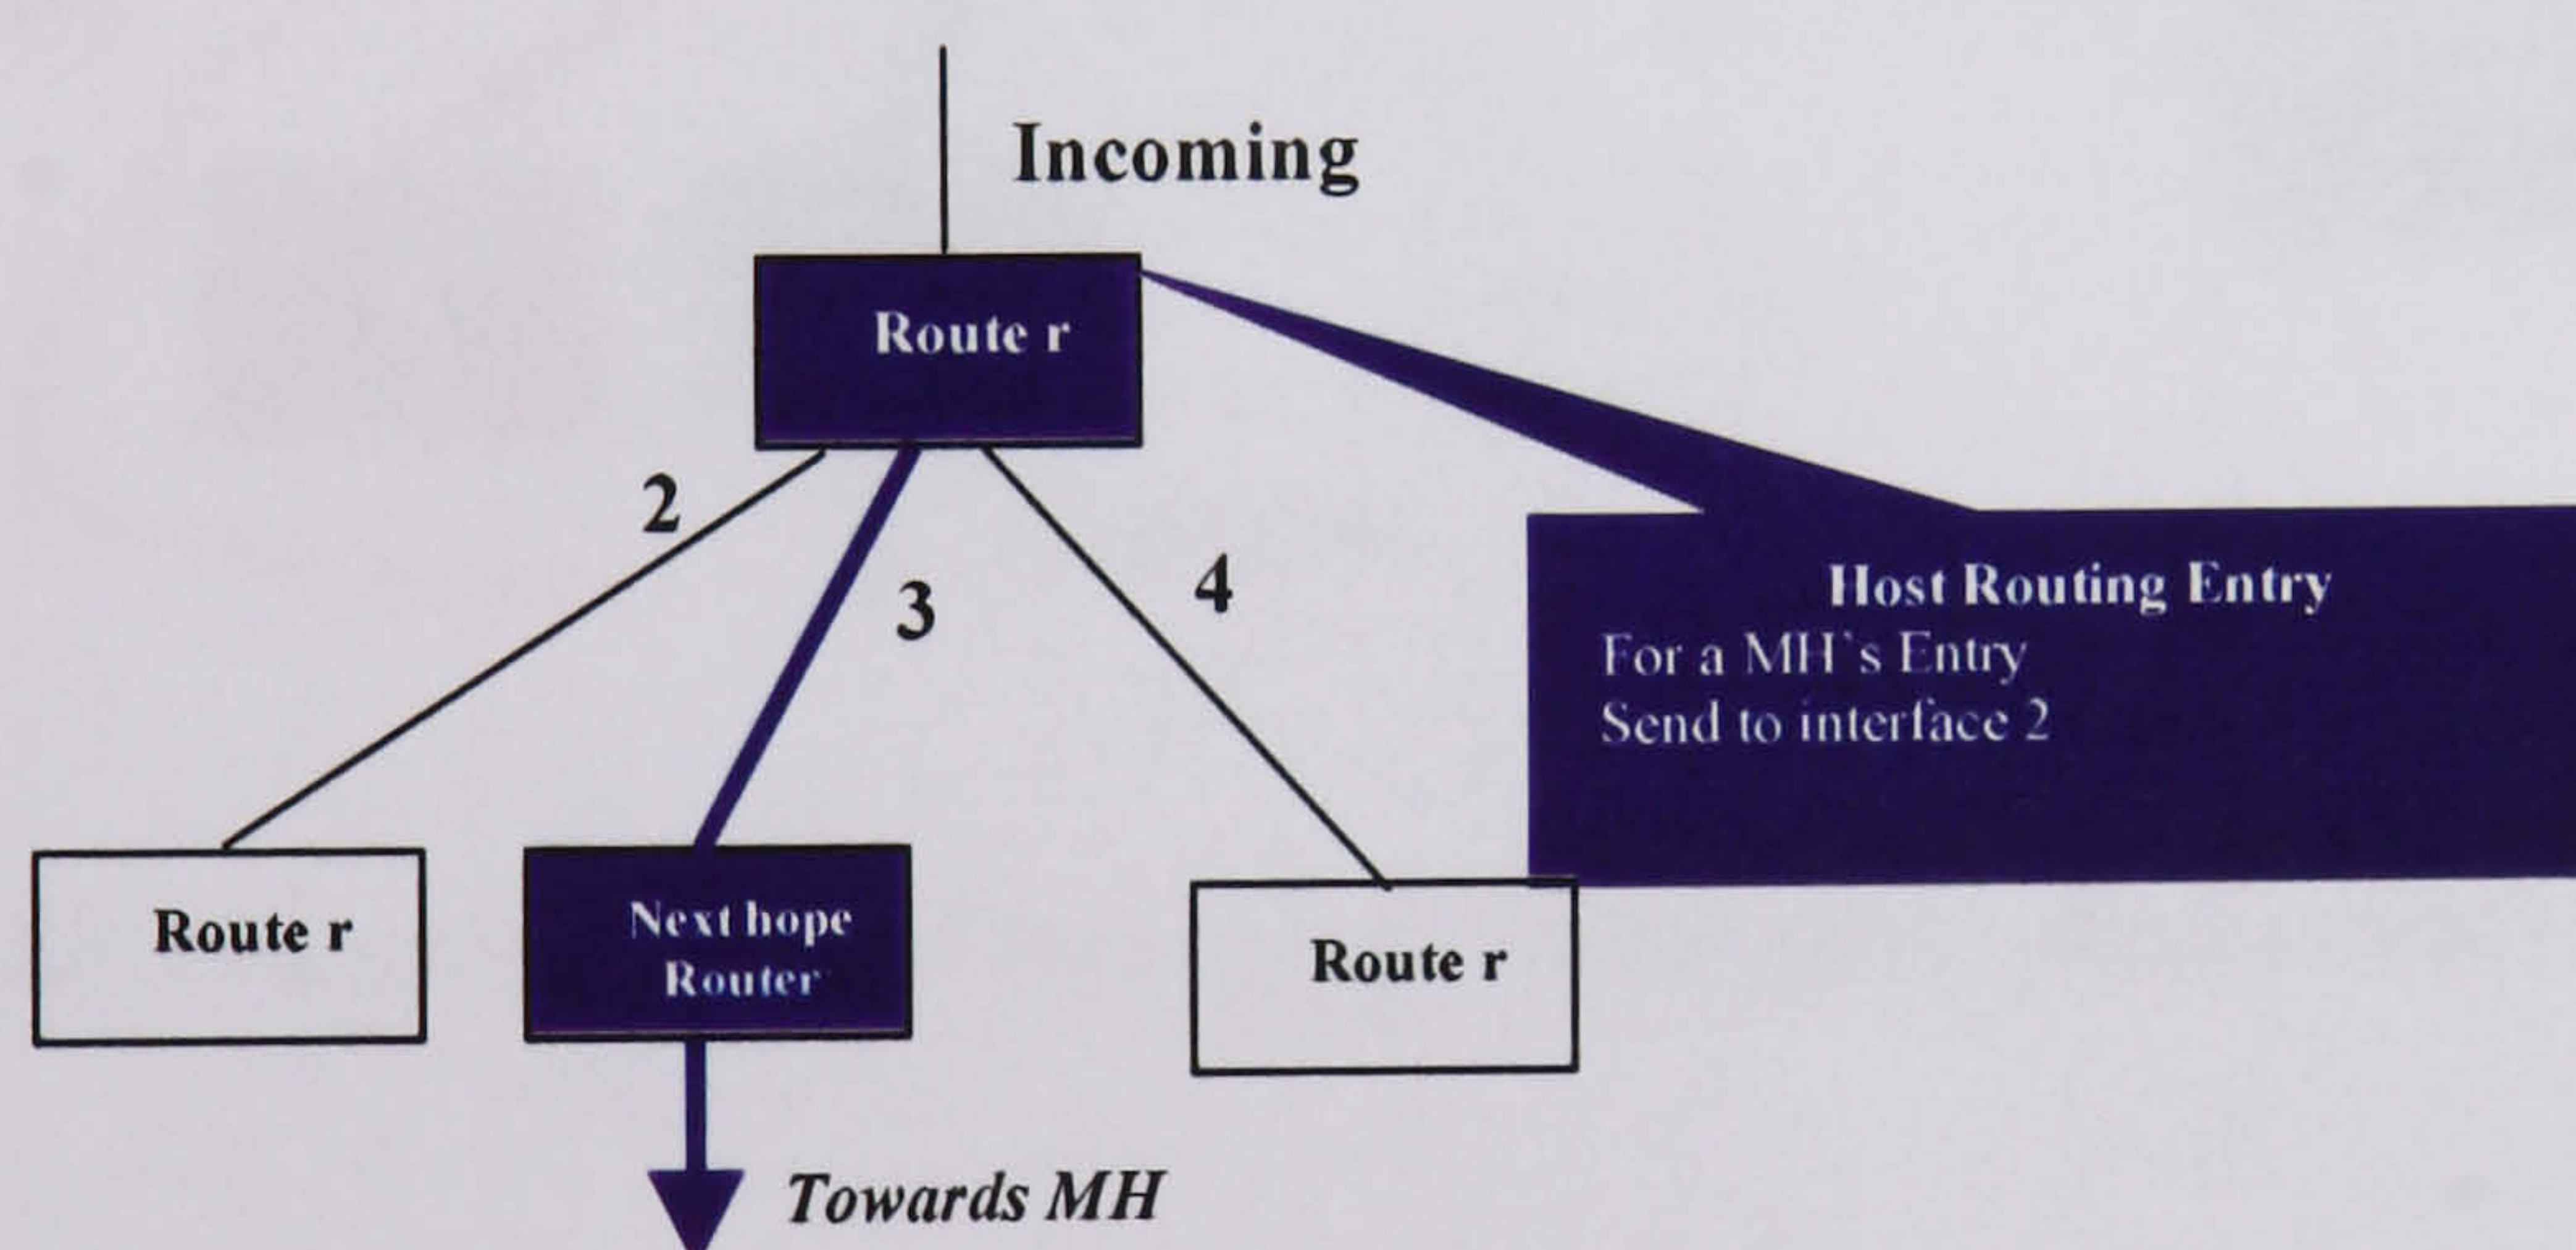 Incoming
Route r
2
3
4
Host Routing Entry
For a MH's Entry
Send to interface 2
Route r
Next hope
Router
Route r
Towards MH